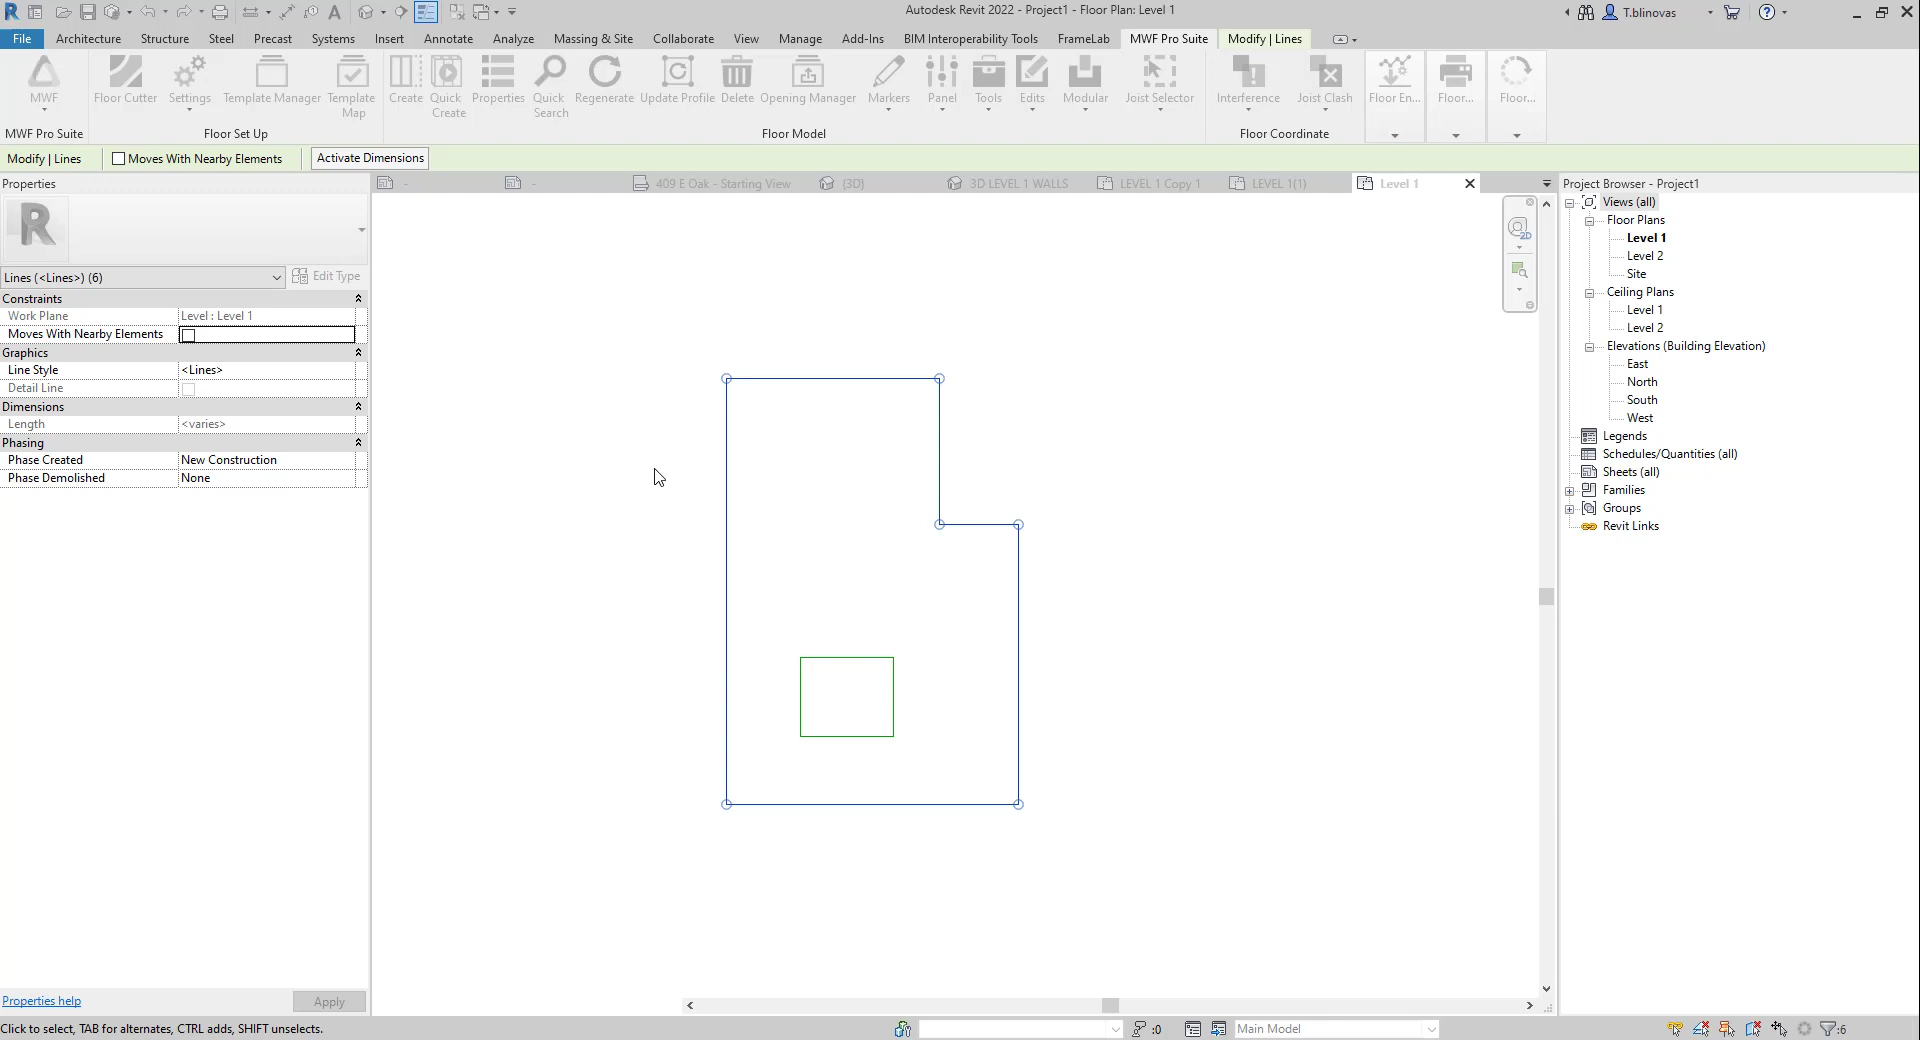 Autodesk Revit 2022 - Project1 - Floor Plan: Level 1
T.blinovas
File Architecture Structure Steel Precast Systems Insert Annotate Analyze Massing & Site Collaborate View Manage Add-Ins BIM Interoperability Tools FrameLab MWF Pro Suite Modify | Lines
MWF Floor Cutter Settings Template Manager Template Map Create Quick Create Properties Quick Search Regenerate Update Profile Delete Opening Manager Markers Panel Tools Edits Modular Joist Selector Interference Joist Clash Floor En... Floor... Floor...
MWF Pro Suite Floor Set Up Floor Model Floor Coordinate
Modify | Lines Moves With Nearby Elements Activate Dimensions
Properties
- - 409 E Oak - Starting View {3D} 3D LEVEL 1 WALLS LEVEL 1 Copy 1 LEVEL 1(1) Level 1
Lines (<Lines>) (6) Edit Type
Constraints
Work Plane Level : Level 1
Moves With Nearby Elements
Graphics
Line Style <Lines>
Detail Line
Dimensions
Length <varies>
Phasing
Phase Created New Construction
Phase Demolished None
2D
Project Browser - Project1
Views (all)
Floor Plans
Level 1
Level 2
Site
Ceiling Plans
Level 1
Level 2
Elevations (Building Elevation)
East
North
South
West
Legends
Schedules/Quantities (all)
Sheets (all)
Families
Groups
Revit Links
Properties help Apply
Click to select, TAB for alternates, CTRL adds, SHIFT unselects. :0 Main Model :6